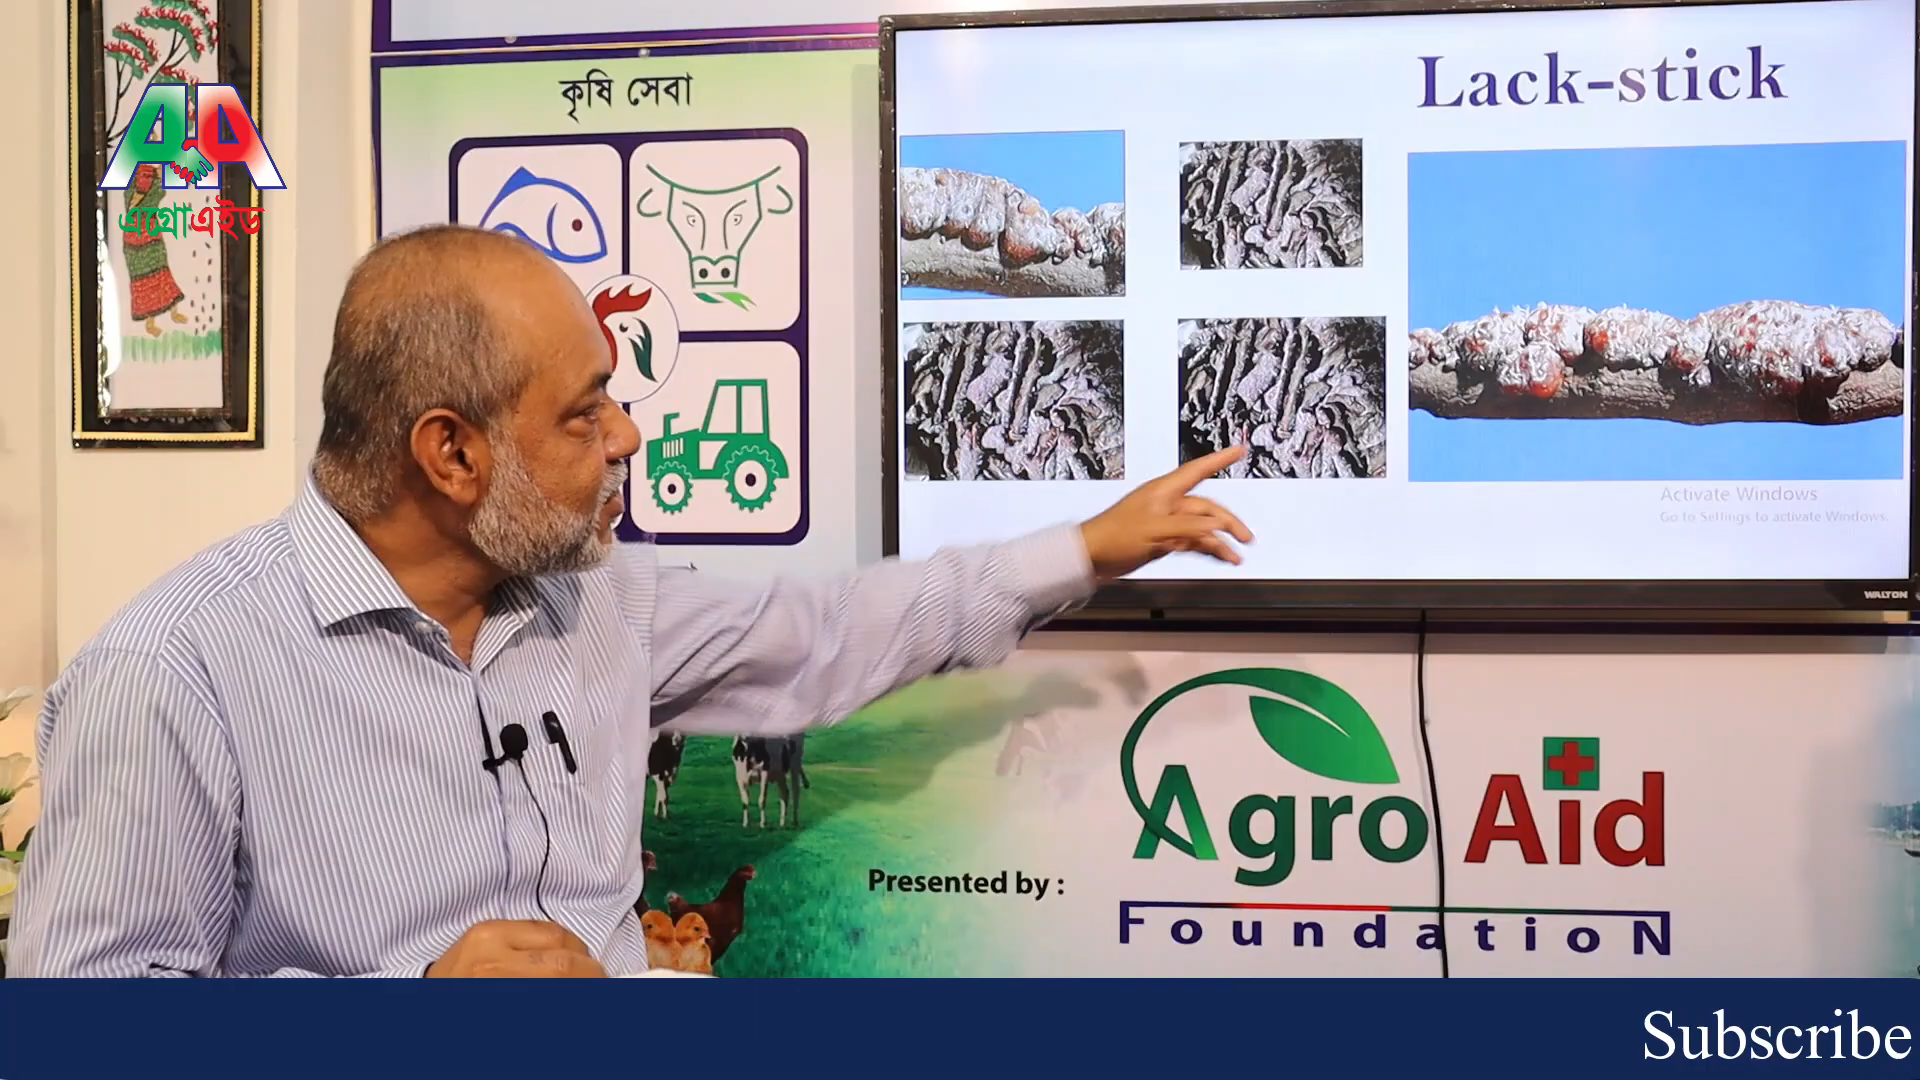 কৃষি সেবা
এগ্রোএইড
Lack-stick
Activate Windows
Go to Settings to activate Windows.
WALTON
Presented by :
Agro Aid
Foundation
Subscribe